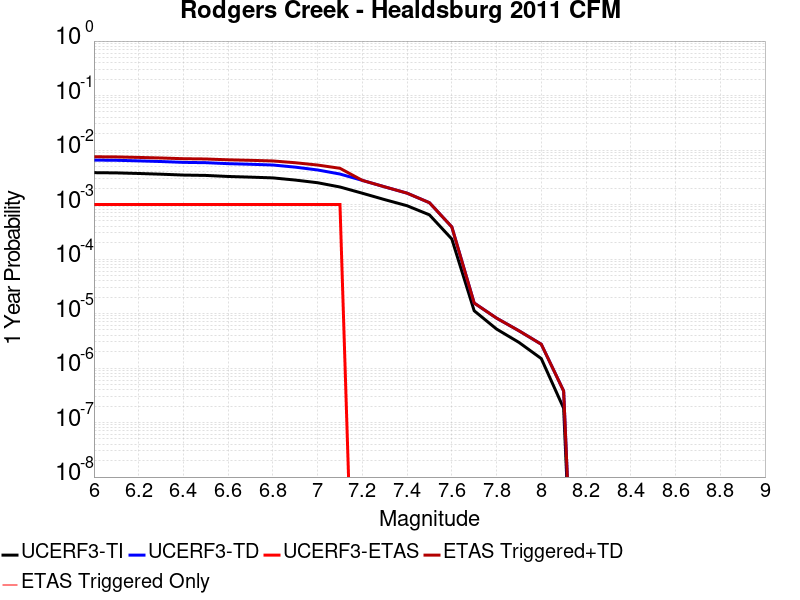 Rodgers Creek - Healdsburg 2011 CFM
10^0
10^-1
10^-2
10^-3
10^-4
10^-5
10^-6
10^-7
10^-8
1 Year Probability
6 6.2 6.4 6.6 6.8 7 7.2 7.4 7.6 7.8 8 8.2 8.4 8.6 8.8 9
Magnitude
UCERF3-TI UCERF3-TD UCERF3-ETAS ETAS Triggered+TD
ETAS Triggered Only